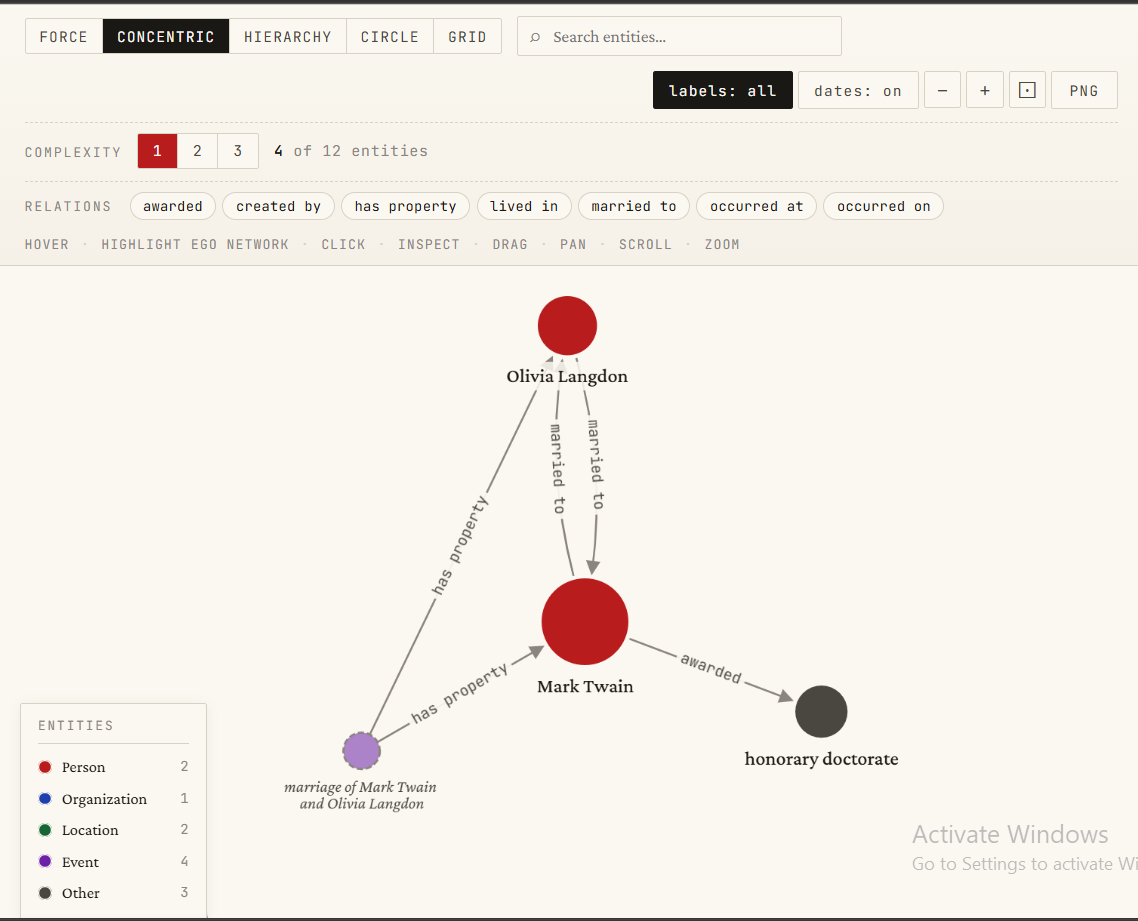 FORCE CONCENTRIC HIERARCHY CIRCLE GRID Search entities...
labels: all dates: on − + PNG
COMPLEXITY 1 2 3 4 of 12 entities
RELATIONS awarded created by has property lived in married to occurred at occurred on
HOVER · HIGHLIGHT EGO NETWORK · CLICK · INSPECT · DRAG · PAN · SCROLL · ZOOM
Olivia Langdon
married to
married to
has property
Mark Twain
has property
awarded
honorary doctorate
marriage of Mark Twain
and Olivia Langdon
ENTITIES
Person 2
Organization 1
Location 2
Event 4
Other 3
Activate Windows
Go to Settings to activate Wi